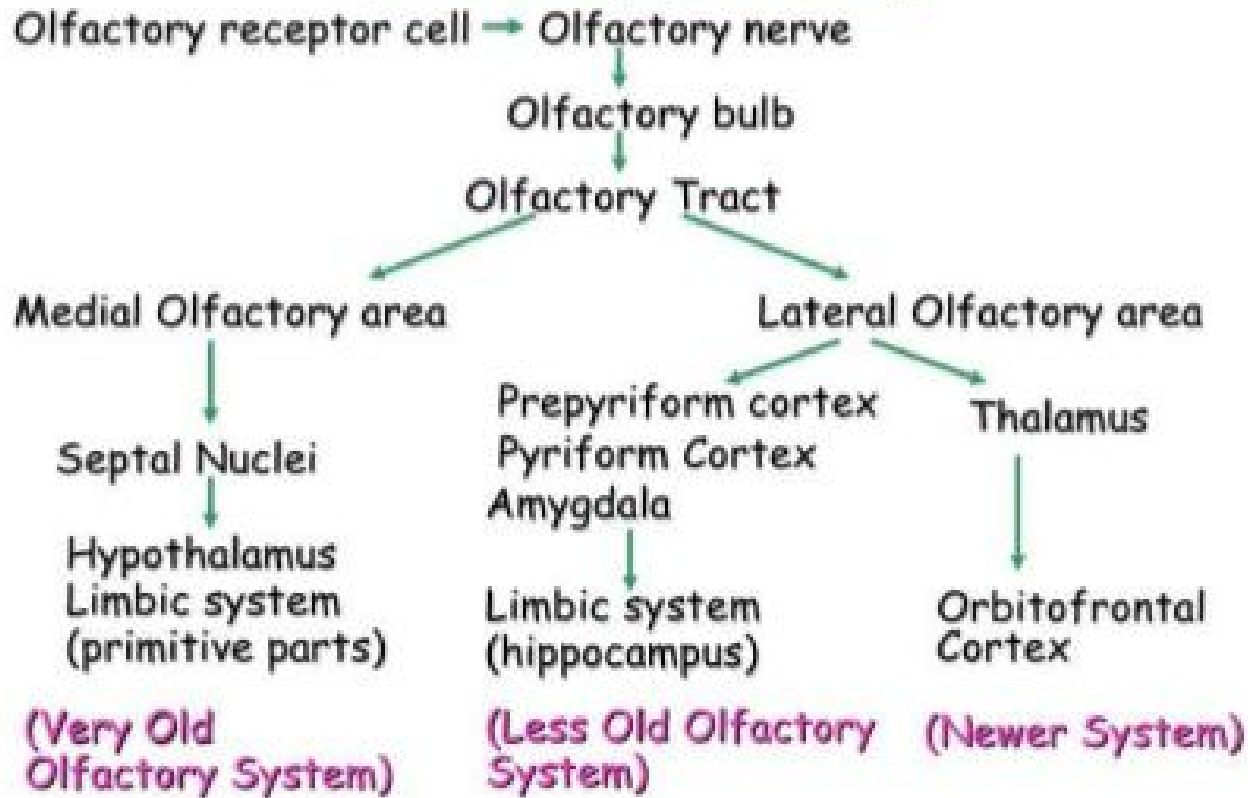 Olfactory receptor cell → Olfactory nerve
Olfactory bulb
Olfactory Tract
Medial Olfactory area
Lateral Olfactory area
Septal Nuclei
Hypothalamus
Limbic system
(primitive parts)
(Very Old
Olfactory System)
Prepyriform cortex
Pyriform Cortex
Amygdala
Limbic system
(hippocampus)
(Less Old Olfactory
System)
Thalamus
Orbitofrontal
Cortex
(Newer System)